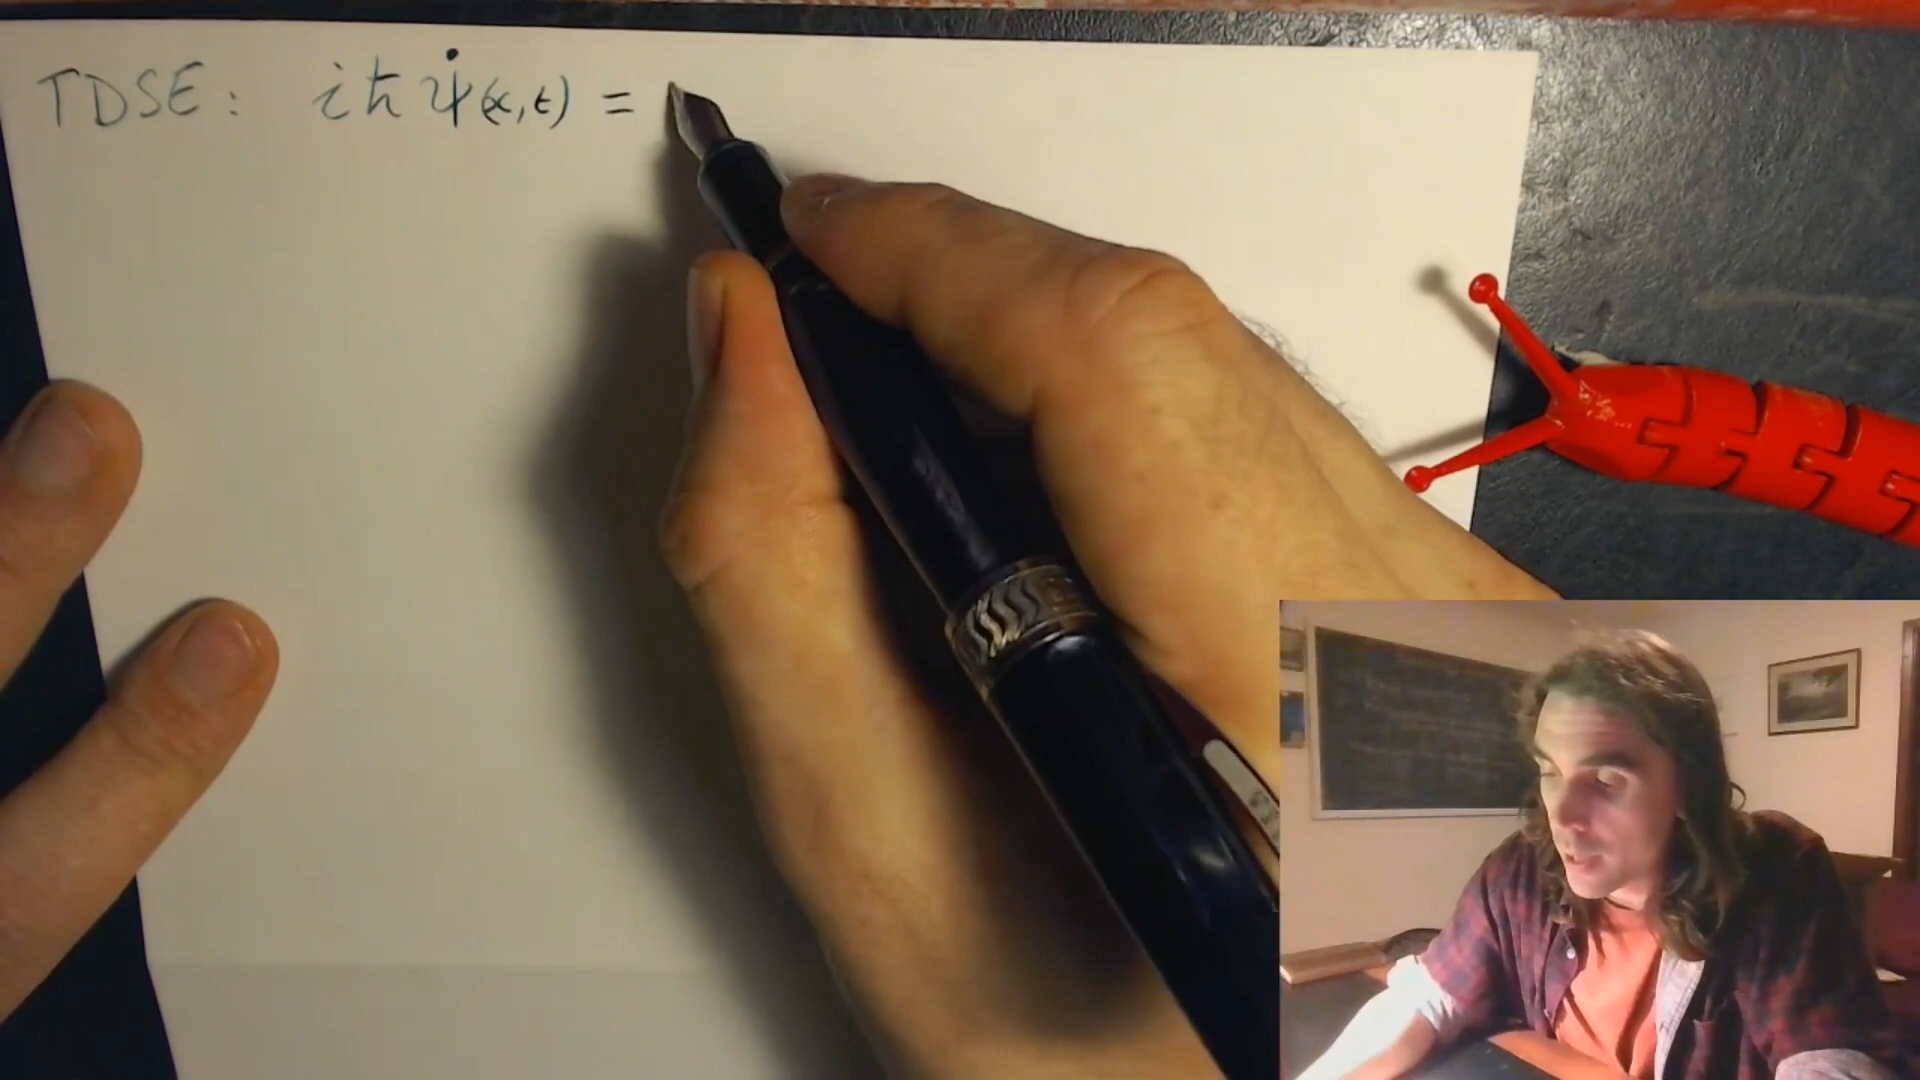 TDSE: iħψ̇(x,t) =